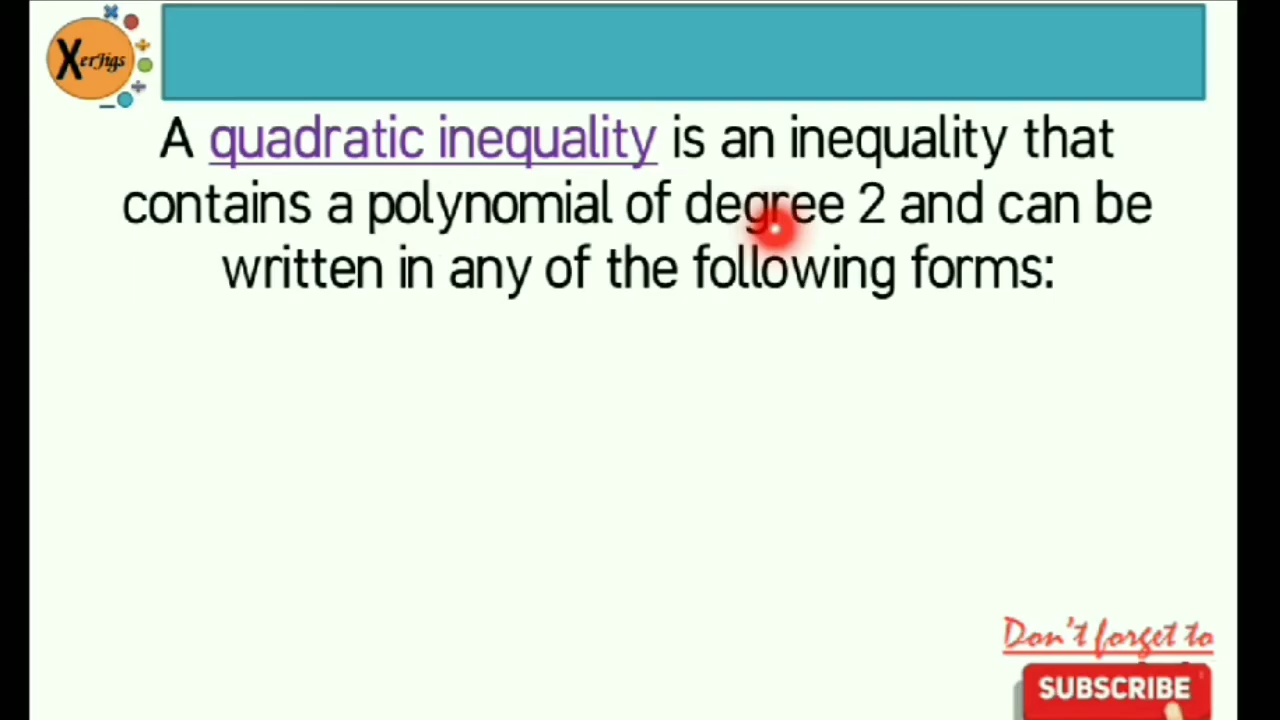 XerJigs
A quadratic inequality is an inequality that
contains a polynomial of degree 2 and can be
written in any of the following forms:
Don't forget to
SUBSCRIBE